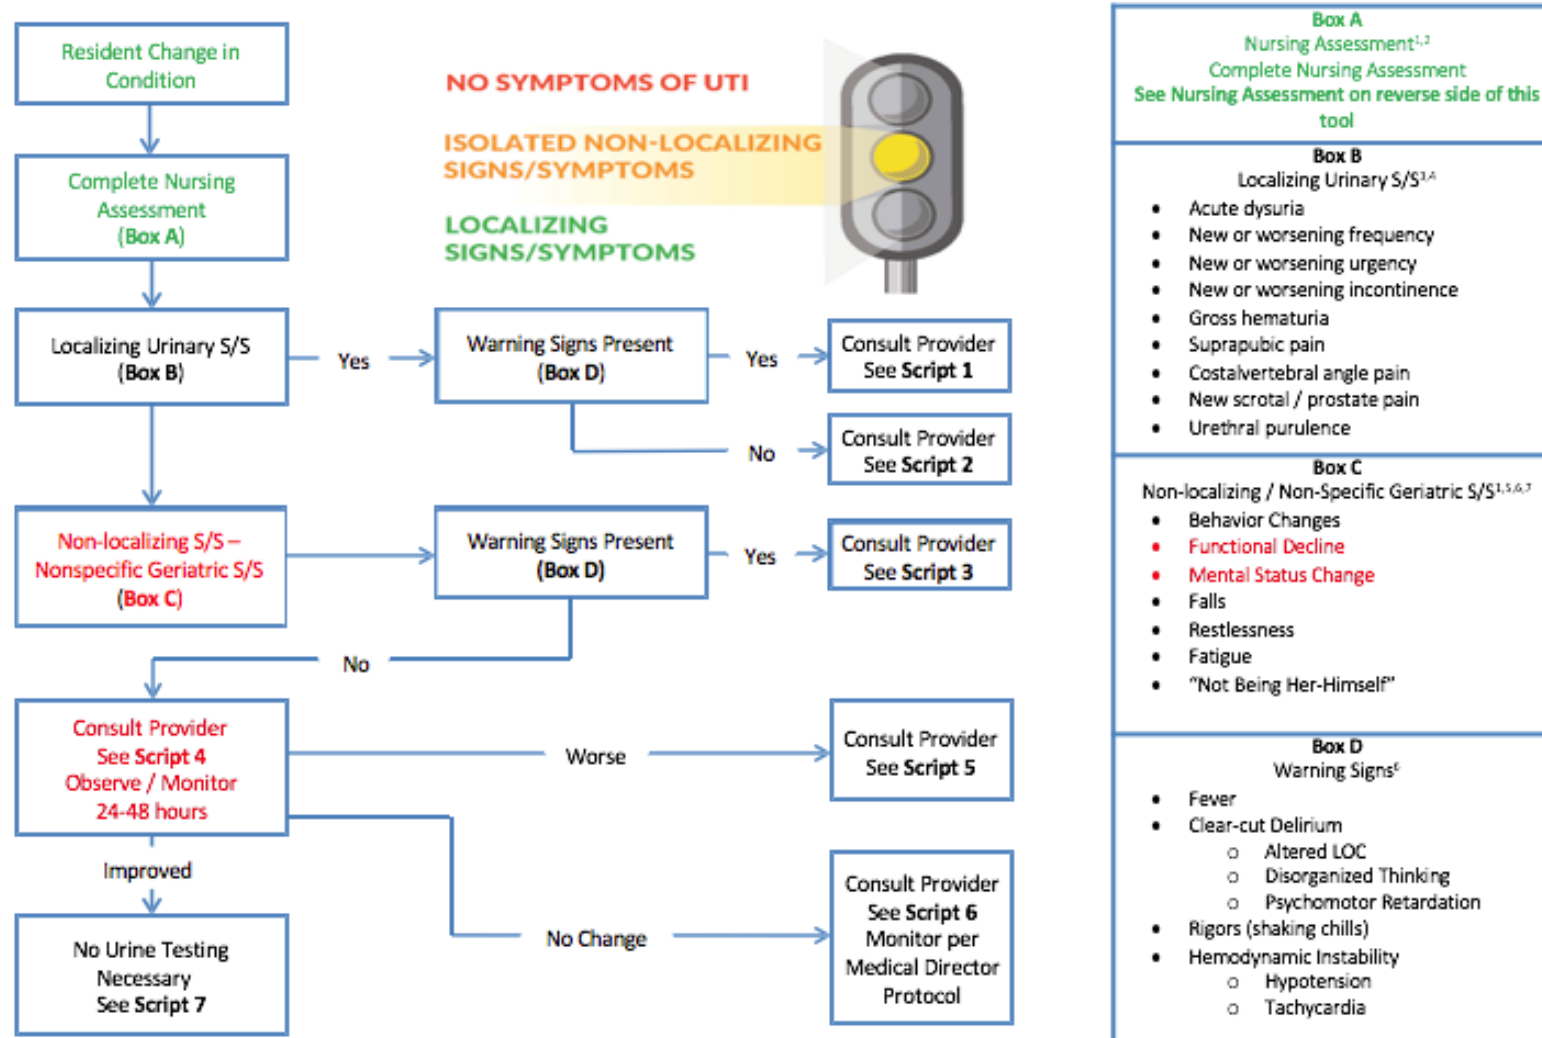 Resident Change in
Condition
Complete Nursing
Assessment
(Box A)
NO SYMPTOMS OF UTI
ISOLATED NON-LOCALIZING
SIGNS/SYMPTOMS
LOCALIZING
SIGNS/SYMPTOMS
Localizing Urinary S/S
(Box B)
Yes
Warning Signs Present
(Box D)
Yes
Consult Provider
See Script 1
No
Consult Provider
See Script 2
Non-localizing S/S –
Nonspecific Geriatric S/S
(Box C)
Warning Signs Present
(Box D)
Yes
Consult Provider
See Script 3
No
Consult Provider
See Script 4
Observe / Monitor
24-48 hours
Worse
Consult Provider
See Script 5
Improved
No Change
Consult Provider
See Script 6
Monitor per
Medical Director
Protocol
No Urine Testing
Necessary
See Script 7
Box A
Nursing Assessment1,2
Complete Nursing Assessment
See Nursing Assessment on reverse side of this
tool
Box B
Localizing Urinary S/S3,4
• Acute dysuria
• New or worsening frequency
• New or worsening urgency
• New or worsening incontinence
• Gross hematuria
• Suprapubic pain
• Costalvertebral angle pain
• New scrotal / prostate pain
• Urethral purulence
Box C
Non-localizing / Non-Specific Geriatric S/S1,5,6,7
• Behavior Changes
• Functional Decline
• Mental Status Change
• Falls
• Restlessness
• Fatigue
• “Not Being Her-Himself”
Box D
Warning Signs6
• Fever
• Clear-cut Delirium
o Altered LOC
o Disorganized Thinking
o Psychomotor Retardation
• Rigors (shaking chills)
• Hemodynamic Instability
o Hypotension
o Tachycardia